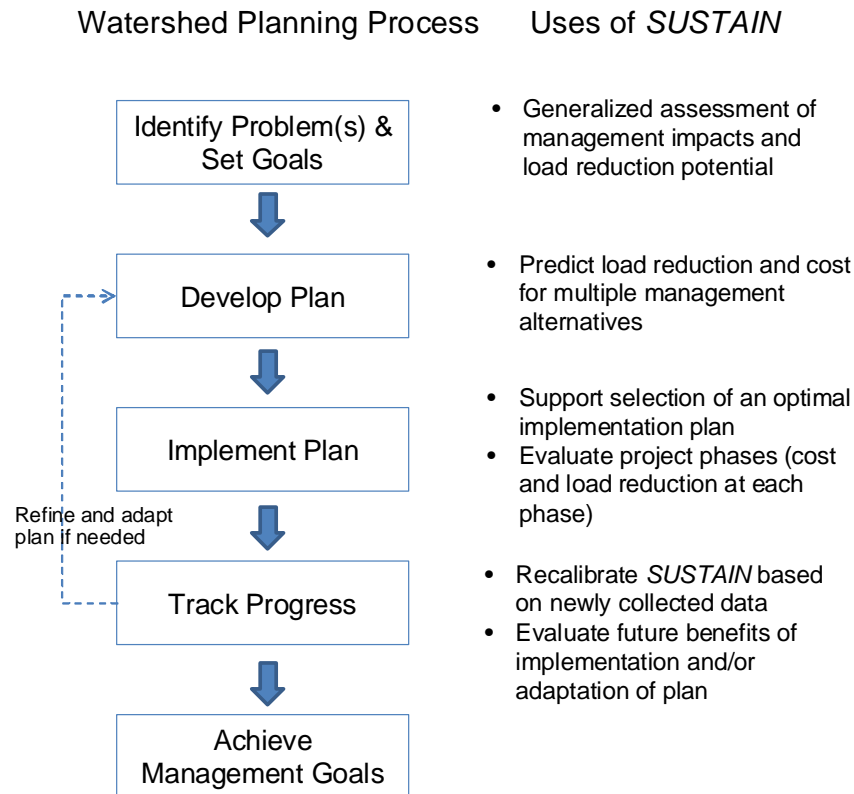 Watershed Planning Process Uses of SUSTAIN
Identify Problem(s) &
Set Goals
• Generalized assessment of
management impacts and
load reduction potential
Develop Plan
• Predict load reduction and cost
for multiple management
alternatives
Implement Plan
• Support selection of an optimal
implementation plan
• Evaluate project phases (cost
and load reduction at each
phase)
Refine and adapt
plan if needed
Track Progress
• Recalibrate SUSTAIN based
on newly collected data
• Evaluate future benefits of
implementation and/or
adaptation of plan
Achieve
Management Goals